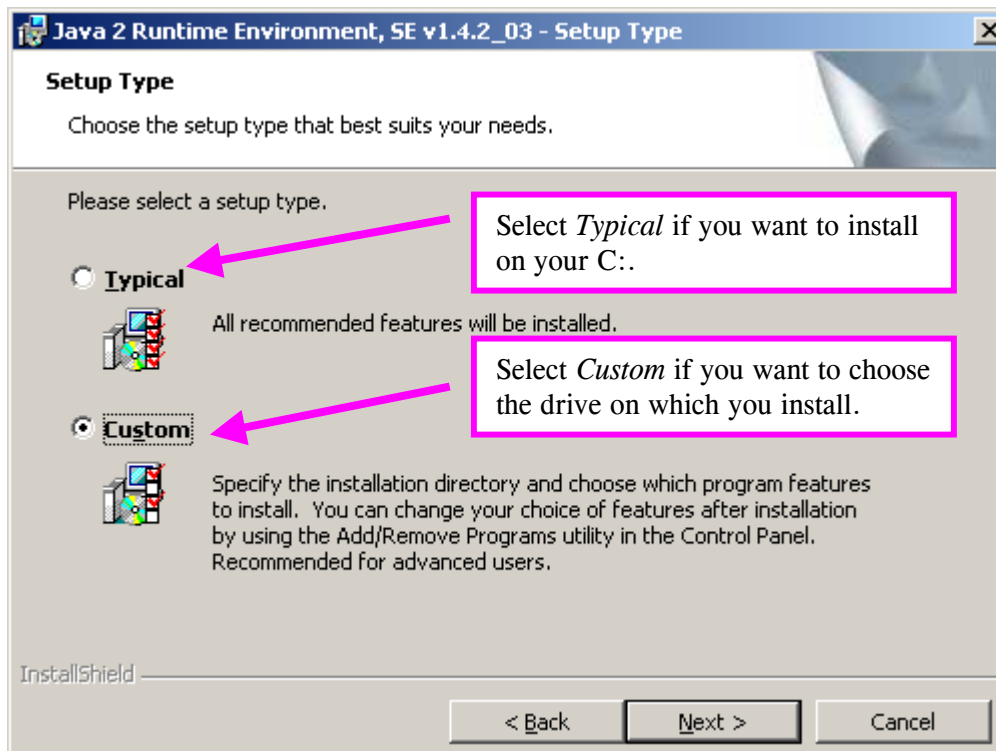 Java 2 Runtime Environment, SE v1.4.2_03 - Setup Type
Setup Type
Choose the setup type that best suits your needs.
Please select a setup type.
Select Typical if you want to install
on your C:.
Typical
All recommended features will be installed.
Select Custom if you want to choose
the drive on which you install.
Custom
Specify the installation directory and choose which program features
to install. You can change your choice of features after installation
by using the Add/Remove Programs utility in the Control Panel.
Recommended for advanced users.
InstallShield
< Back Next > Cancel